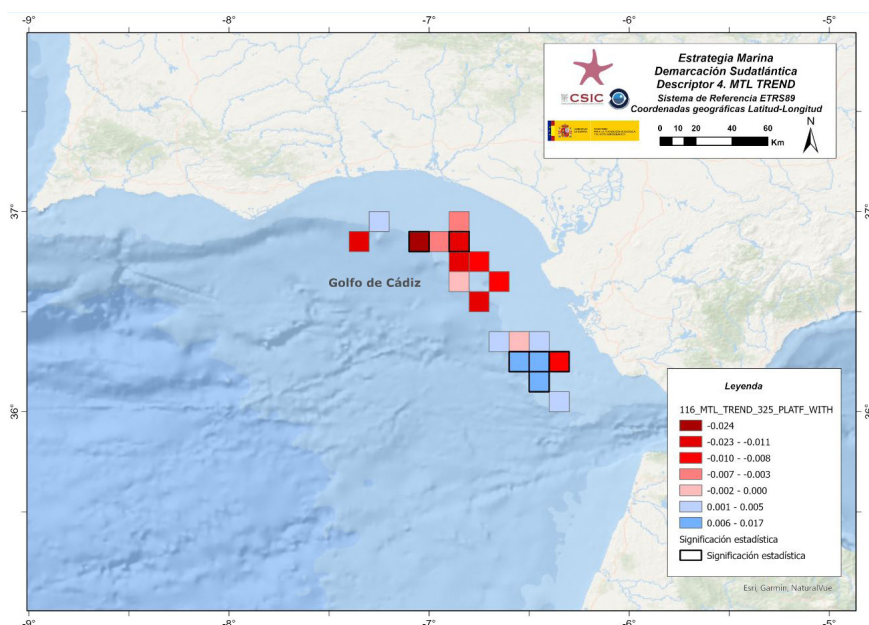 -9°
-8°
-7°
-6°
-5°
Estrategia Marina
Demarcación Sudatlántica
Descriptor 4. MTL TREND
Sistema de Referencia ETRS89
Coordenadas geográficas Latitud-Longitud
CSIC
N
0 10 20 40 60
Km
37°
37°
Golfo de Cádiz
36°
36°
Leyenda
116_MTL_TREND_325_PLATF_WITH
-0.024
-0.023 - -0.011
-0.010 - -0.008
-0.007 - -0.003
-0.002 - 0.000
0.001 - 0.005
0.006 - 0.017
Significación estadística
Significación estadística
Esri, Garmin, NaturalVue
-9°
-8°
-7°
-6°
-5°